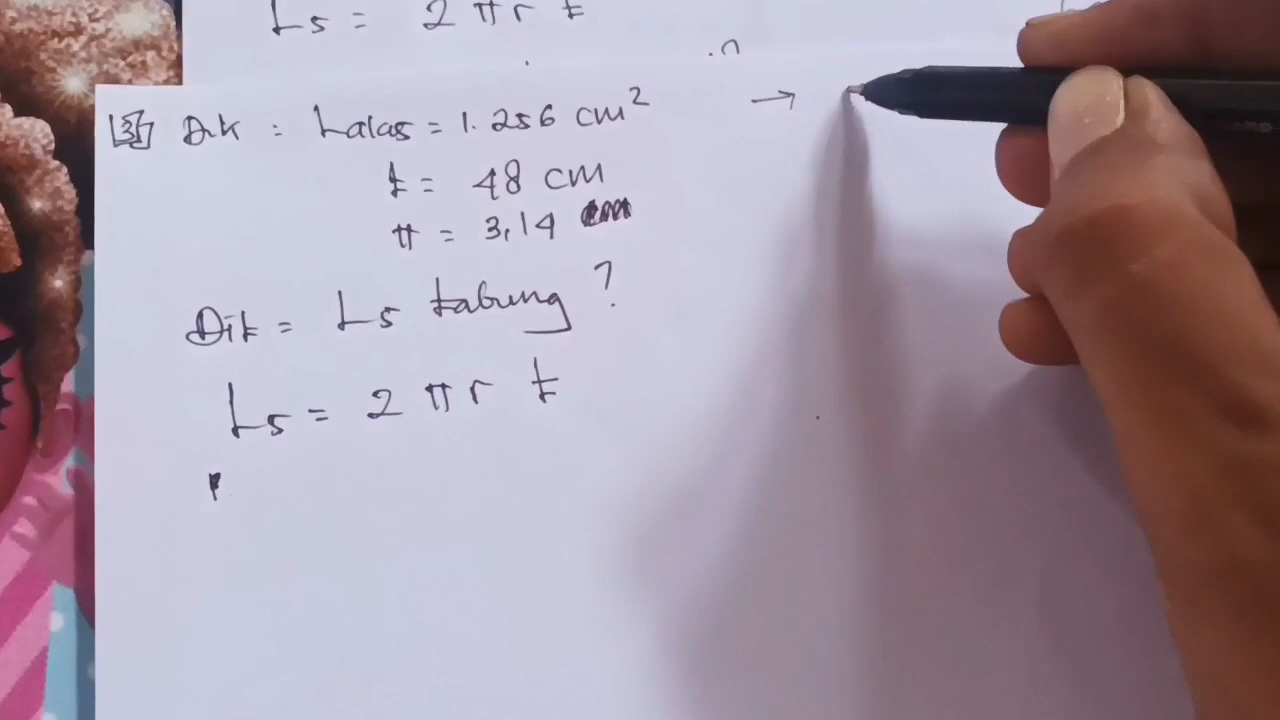 Ls = 2 π r t
3 Dik : Lalas = 1.256 cm²
t = 48 cm
π = 3,14
Dit = Ls tabung ?
Ls = 2 π r t